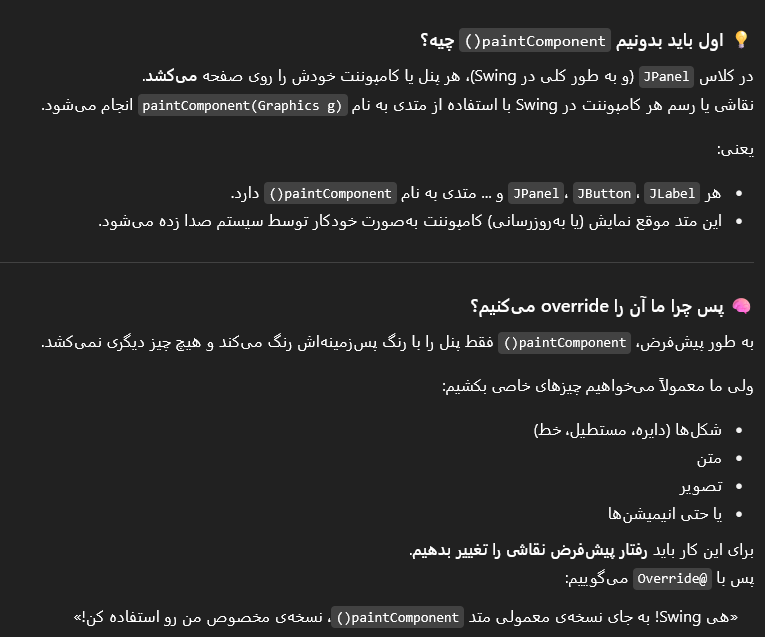 💡 اول باید بدونیم paintComponent() چیه؟
در کلاس JPanel (و به طور کلی در Swing)، هر پنل یا کامپوننت خودش را روی صفحه می‌کشد.
نقاشی یا رسم هر کامپوننت در Swing با استفاده از متدی به نام paintComponent(Graphics g) انجام می‌شود.
یعنی:
• هر JLabel، JButton، JPanel و ... متدی به نام paintComponent() دارد.
• این متد موقع نمایش (یا به‌روزرسانی) کامپوننت به‌صورت خودکار توسط سیستم صدا زده می‌شود.
🧠 پس چرا ما آن را override می‌کنیم؟
به طور پیش‌فرض، paintComponent() فقط پنل را با رنگ پس‌زمینه‌اش رنگ می‌کند و هیچ چیز دیگری نمی‌کشد.
ولی ما معمولاً می‌خواهیم چیزهای خاصی بکشیم:
• شکل‌ها (دایره، مستطیل، خط)
• متن
• تصویر
• یا حتی انیمیشن‌ها
برای این کار باید رفتار پیش‌فرض نقاشی را تغییر بدهیم.
پس با @Override می‌گوییم:
«هی Swing! به جای نسخه‌ی معمولی متد paintComponent()، نسخه‌ی مخصوص من رو استفاده کن!»